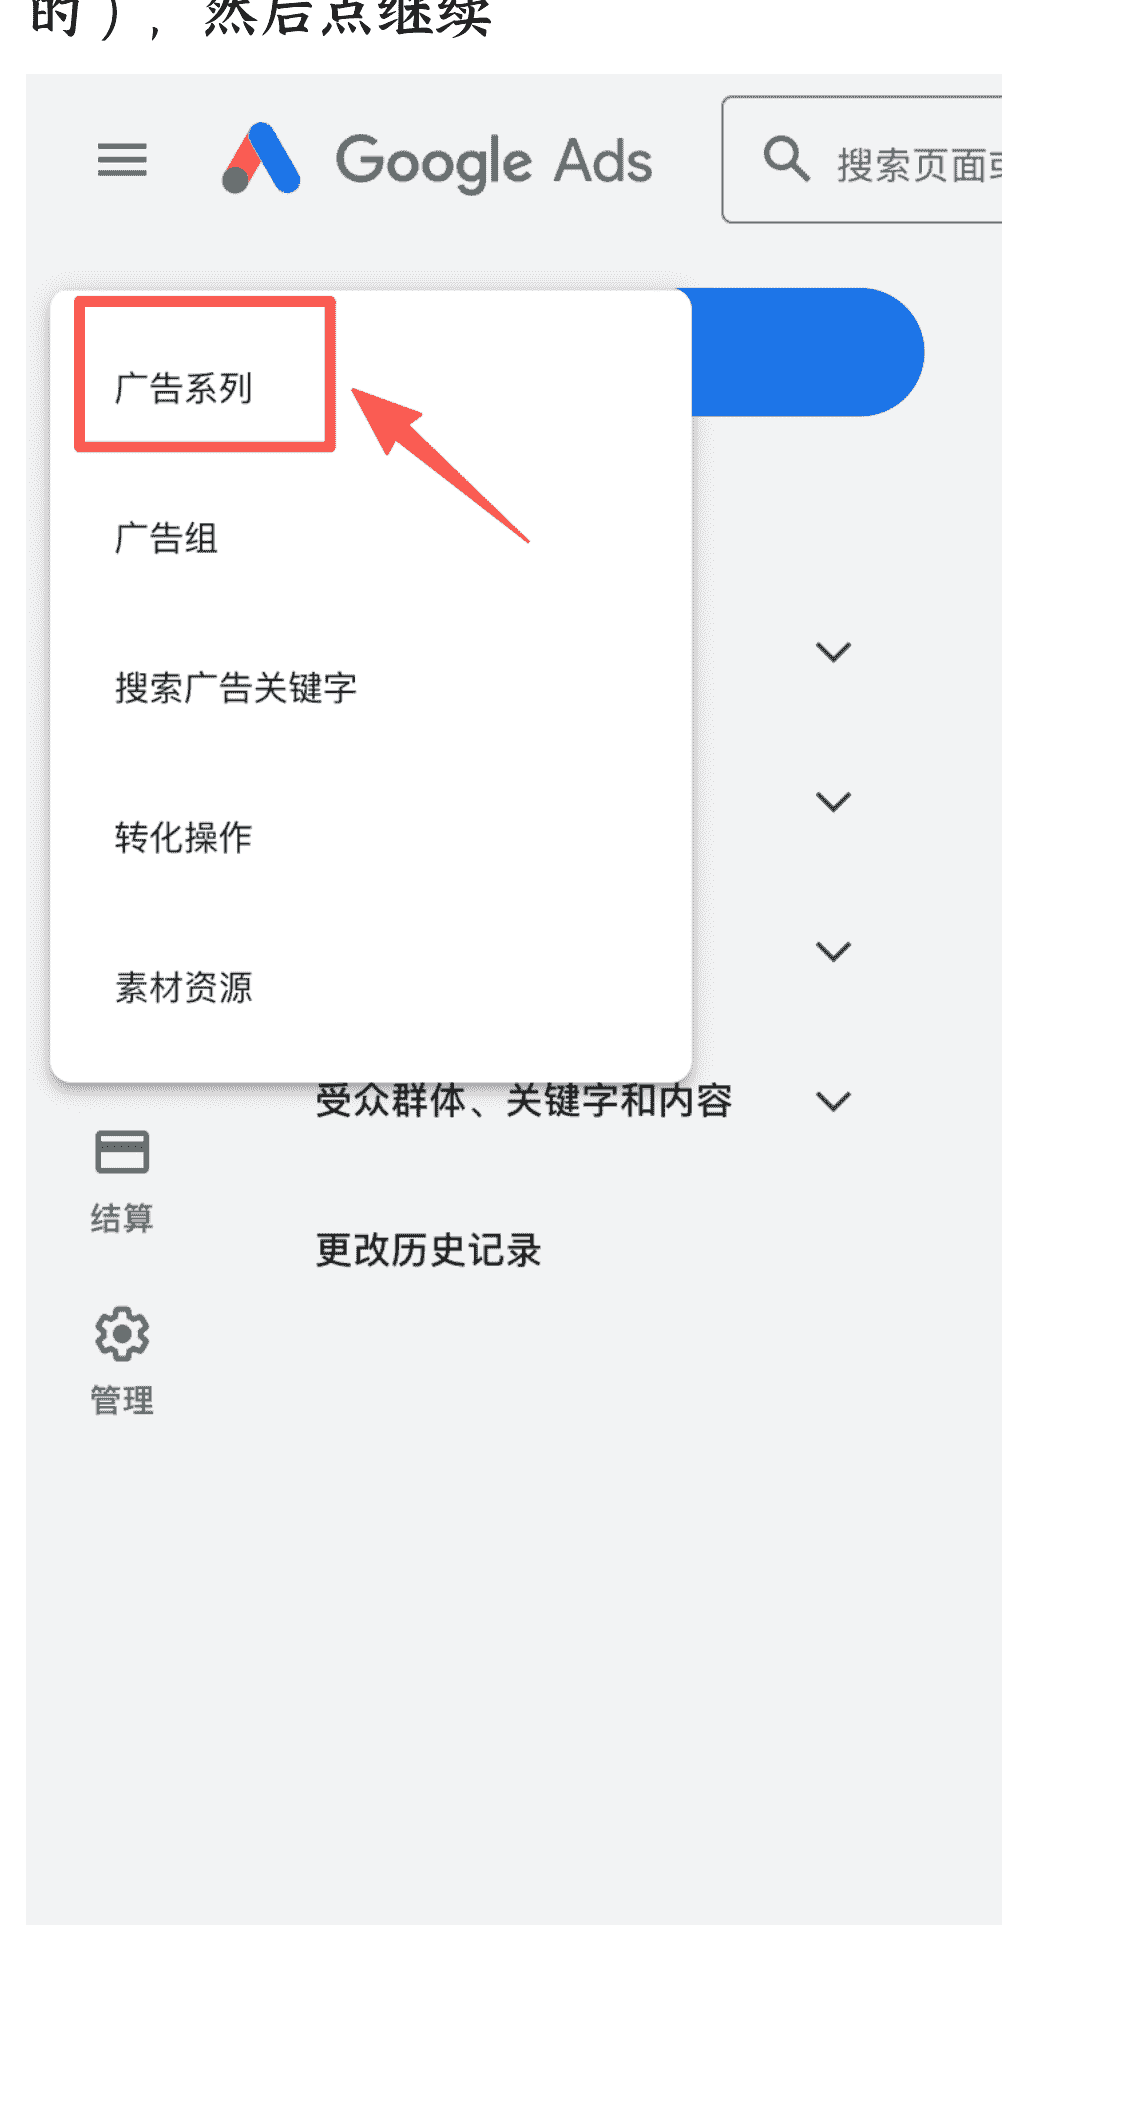 的），然后点继续
Google Ads
搜索页面
广告系列
广告组
搜索广告关键字
转化操作
素材资源
受众群体、关键字和内容
结算
更改历史记录
管理